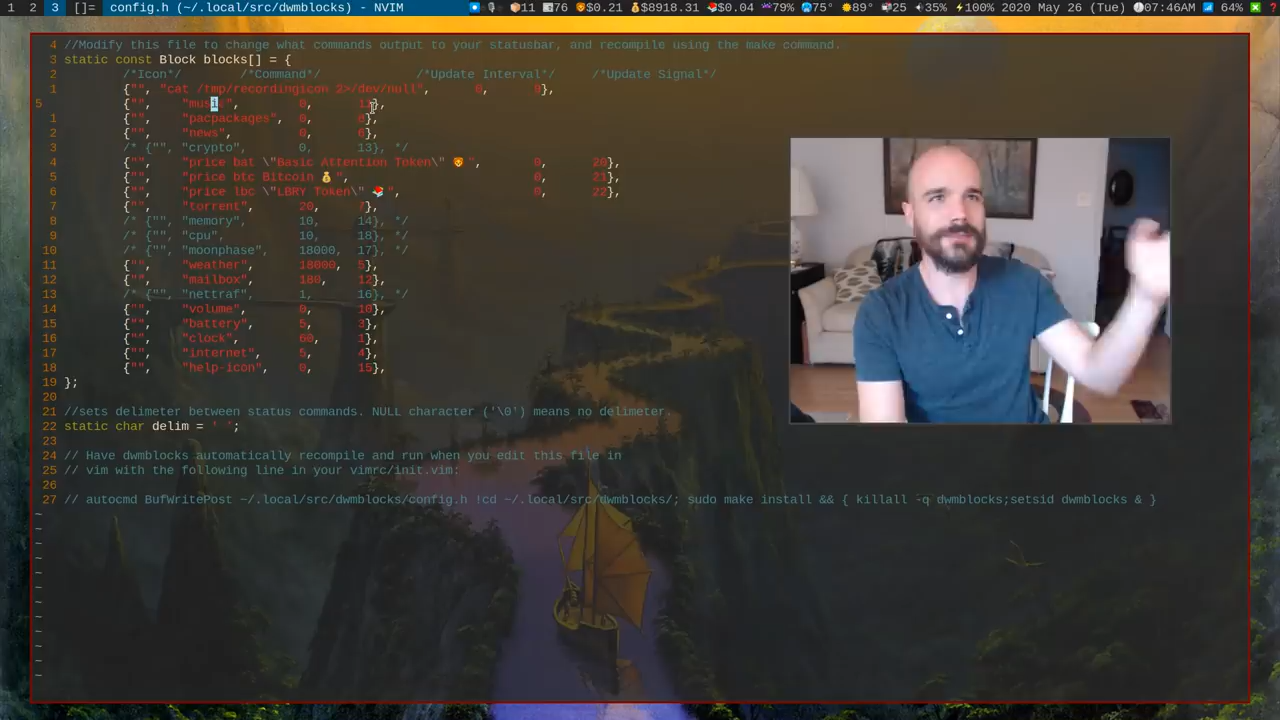 1 2 3 []= config.h (~/.local/src/dwmblocks) - NVIM 11 76 $0.21 $8918.31 $0.04 79% 75° 89° 25 35% 100% 2020 May 26 (Tue) 07:46AM 64% ?
4 //Modify this file to change what commands output to your statusbar, and recompile using the make command.
3 static const Block blocks[] = {
2 /*Icon*/ /*Command*/ /*Update Interval*/ /*Update Signal*/
1 {"", "cat /tmp/recordingicon 2>/dev/null", 0, 9},
5 {"", "music", 0, 11},
1 {"", "pacpackages", 0, 8},
2 {"", "news", 0, 6},
3 /* {"", "crypto", 0, 13}, */
4 {"", "price bat \"Basic Attention Token\" 🦁", 0, 20},
5 {"", "price btc Bitcoin 💰", 0, 21},
6 {"", "price lbc \"LBRY Token\" 📚", 0, 22},
7 {"", "torrent", 20, 7},
8 /* {"", "memory", 10, 14}, */
9 /* {"", "cpu", 10, 18}, */
10 /* {"", "moonphase", 18000, 17}, */
11 {"", "weather", 18000, 5},
12 {"", "mailbox", 180, 12},
13 /* {"", "nettraf", 1, 16}, */
14 {"", "volume", 0, 10},
15 {"", "battery", 5, 3},
16 {"", "clock", 60, 1},
17 {"", "internet", 5, 4},
18 {"", "help-icon", 0, 15},
19 };
20
21 //sets delimeter between status commands. NULL character ('\0') means no delimeter.
22 static char delim = ' ';
23
24 // Have dwmblocks automatically recompile and run when you edit this file in
25 // vim with the following line in your vimrc/init.vim:
26
27 // autocmd BufWritePost ~/.local/src/dwmblocks/config.h !cd ~/.local/src/dwmblocks/; sudo make install && { killall -q dwmblocks;setsid dwmblocks & }
~
~
~
~
~
~
~
~
~
~
~
~